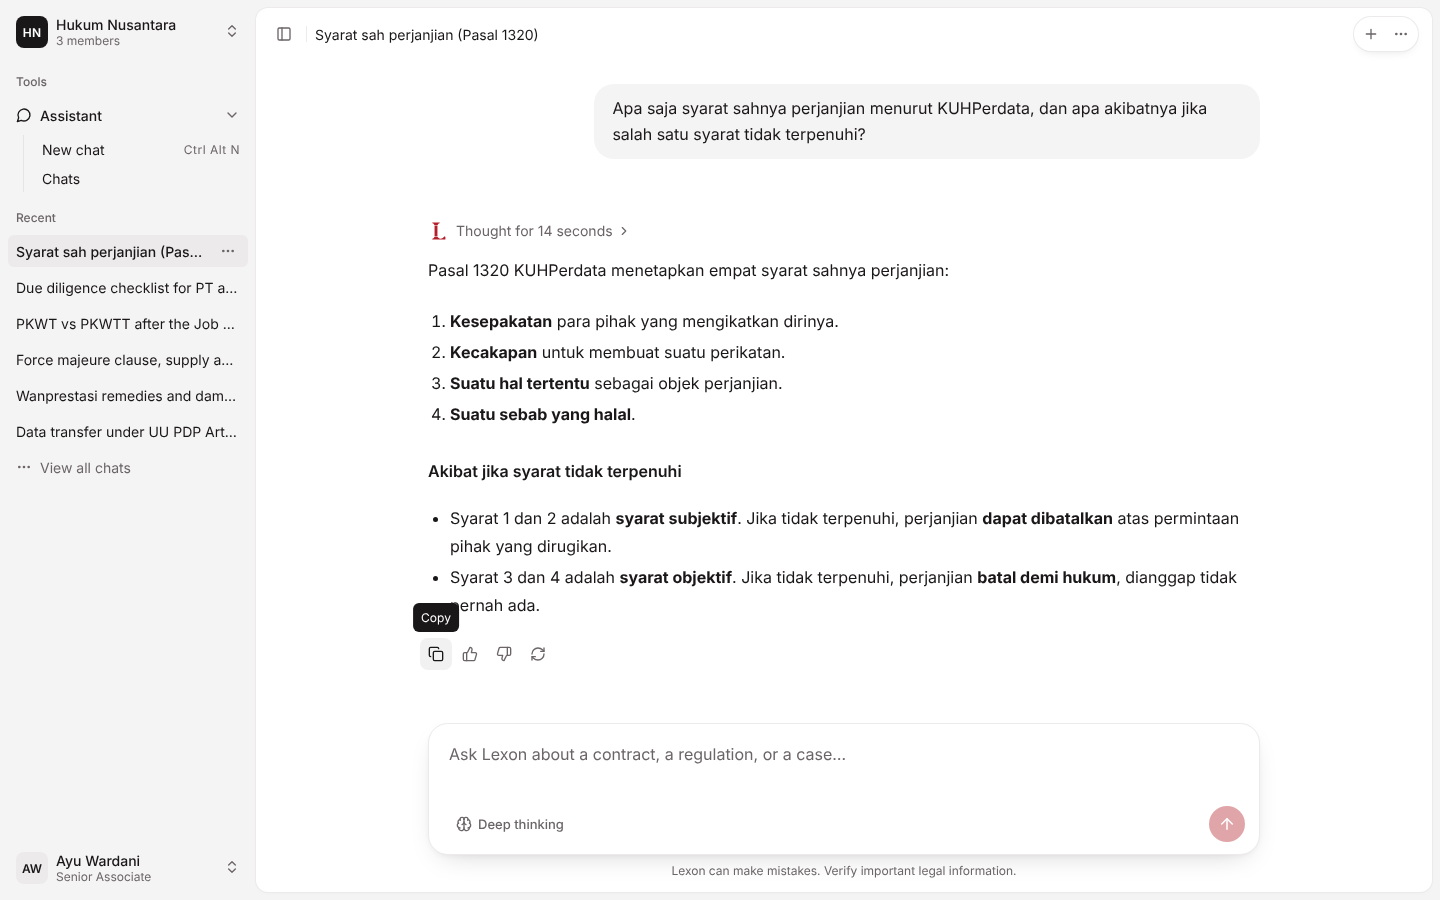 HN
Hukum Nusantara
3 members
Tools
Assistant
New chat
Ctrl Alt N
Chats
Recent
Syarat sah perjanjian (Pas...
Due diligence checklist for PT a...
PKWT vs PKWTT after the Job ...
Force majeure clause, supply a...
Wanprestasi remedies and dam...
Data transfer under UU PDP Art...
View all chats
AW
Ayu Wardani
Senior Associate
Syarat sah perjanjian (Pasal 1320)
Apa saja syarat sahnya perjanjian menurut KUHPerdata, dan apa akibatnya jika
salah satu syarat tidak terpenuhi?
L
Thought for 14 seconds
Pasal 1320 KUHPerdata menetapkan empat syarat sahnya perjanjian:
1. Kesepakatan para pihak yang mengikatkan dirinya.
2. Kecakapan untuk membuat suatu perikatan.
3. Suatu hal tertentu sebagai objek perjanjian.
4. Suatu sebab yang halal.
Akibat jika syarat tidak terpenuhi
• Syarat 1 dan 2 adalah syarat subjektif. Jika tidak terpenuhi, perjanjian dapat dibatalkan atas permintaan
pihak yang dirugikan.
• Syarat 3 dan 4 adalah syarat objektif. Jika tidak terpenuhi, perjanjian batal demi hukum, dianggap tidak
pernah ada.
Copy
Ask Lexon about a contract, a regulation, or a case...
Deep thinking
Lexon can make mistakes. Verify important legal information.